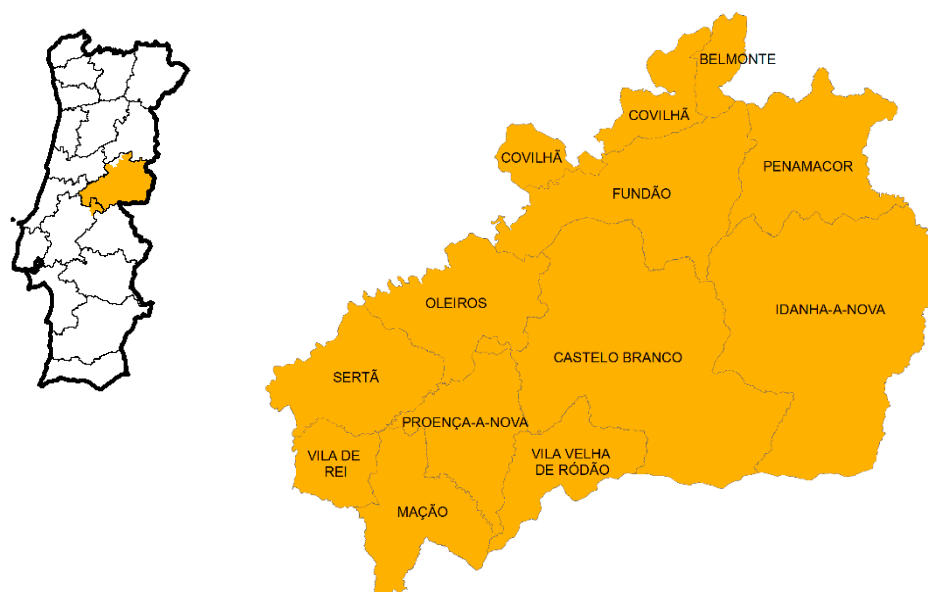 BELMONTE
COVILHÃ
COVILHÃ
PENAMACOR
FUNDÃO
OLEIROS
IDANHA-A-NOVA
CASTELO BRANCO
SERTÃ
PROENÇA-A-NOVA
VILA DE
REI
VILA VELHA
DE RÓDÃO
MAÇÃO